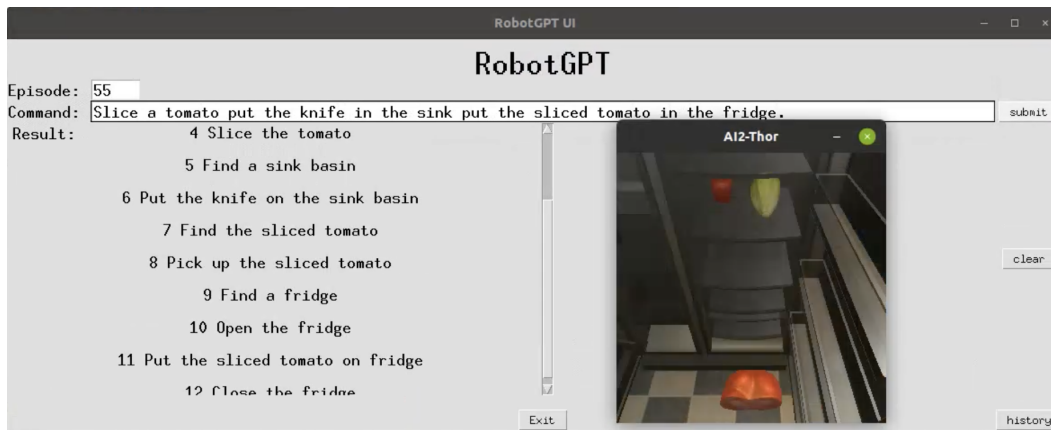 RobotGPT UI
RobotGPT
Episode: 55
Command: Slice a tomato put the knife in the sink put the sliced tomato in the fridge. submit
Result:
4 Slice the tomato
5 Find a sink basin
6 Put the knife on the sink basin
7 Find the sliced tomato
8 Pick up the sliced tomato
9 Find a fridge
10 Open the fridge
11 Put the sliced tomato on fridge
12 Close the fridge
AI2-Thor
clear
Exit
history